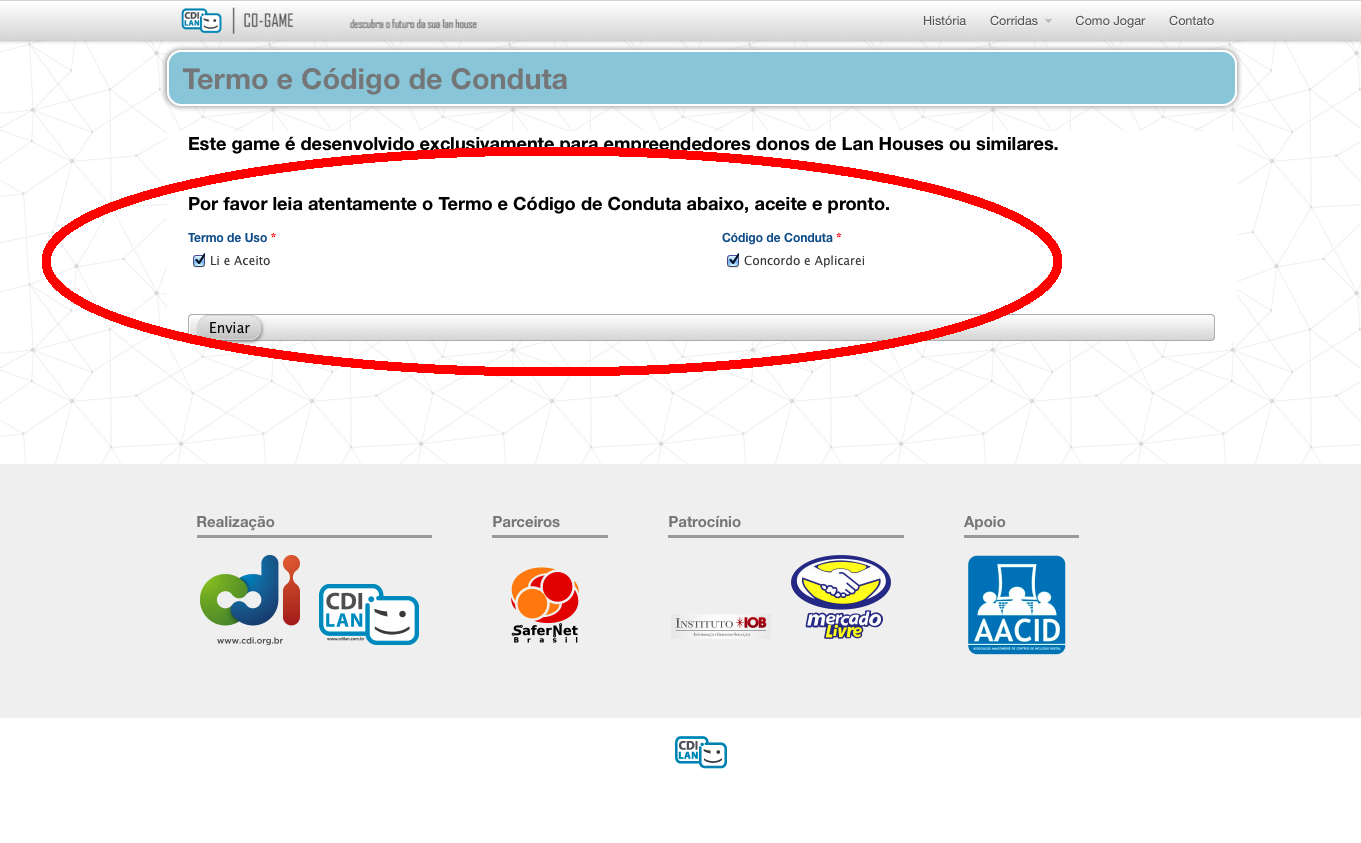 CDI LAN CO-GAME descubra o futuro da sua lan house História Corridas Como Jogar Contato
Termo e Código de Conduta
Este game é desenvolvido exclusivamente para empreendedores donos de Lan Houses ou similares.
Por favor leia atentamente o Termo e Código de Conduta abaixo, aceite e pronto.
Termo de Uso * Código de Conduta *
Li e Aceito Concordo e Aplicarei
Enviar
Realização Parceiros Patrocínio Apoio
cdi
www.cdi.org.br
CDI
LAN
www.cdilan.com.br
SaferNet
Brasil
INSTITUTO *IOB
mercado
Livre
AACID
CDI
LAN